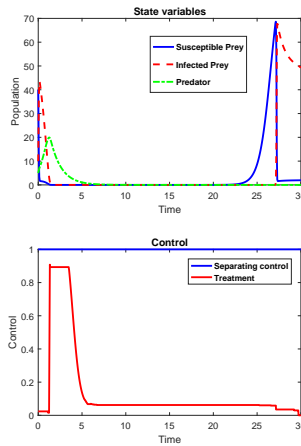 State variables
70
60
50
40
30
20
10
0
Population
Susceptible Prey
Infected Prey
Predator
0 5 10 15 20 25 30
Time
Control
1
0.8
0.6
0.4
0.2
0
Control
Separating control
Treatment
0 5 10 15 20 25 30
Time